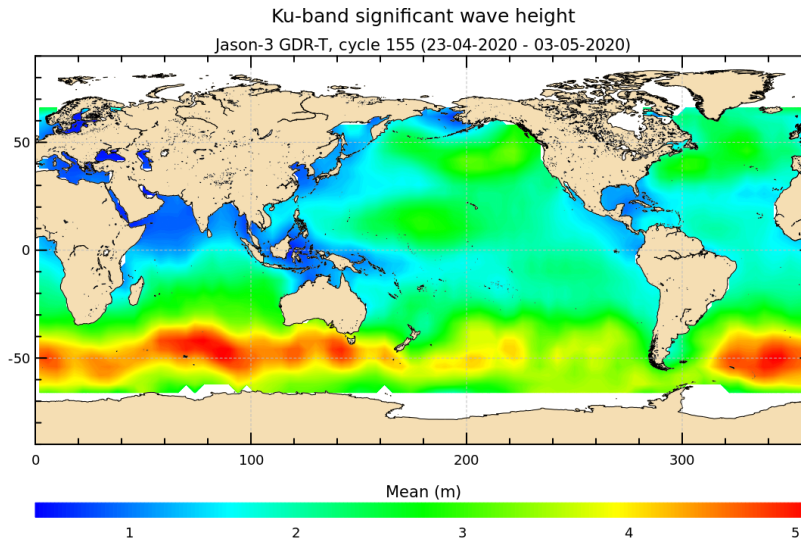 Ku-band significant wave height
Jason-3 GDR-T, cycle 155 (23-04-2020 - 03-05-2020)
50
0
-50
0 100 200 300
Mean (m)
1 2 3 4 5